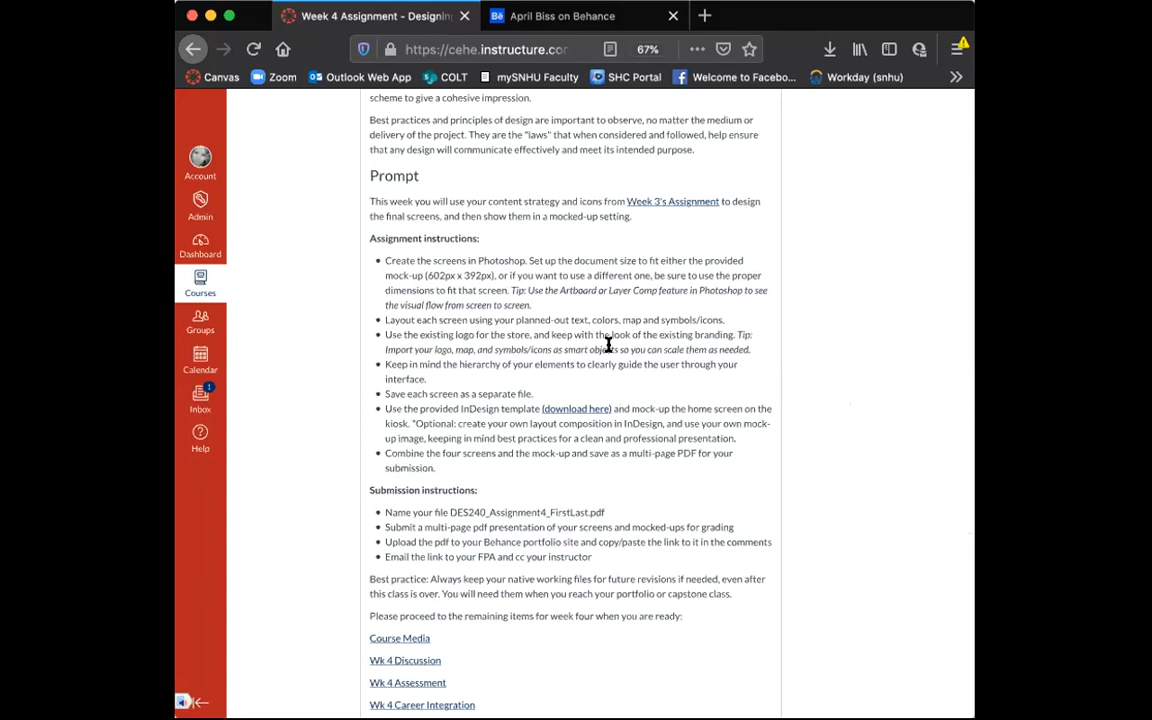 Week 4 Assignment - Designing
April Biss on Behance
https://cehe.instructure.cor
67%
Canvas
Zoom
Outlook Web App
COLT
mySNHU Faculty
SHC Portal
Welcome to Facebo...
Workday (snhu)
Account
Admin
Dashboard
Courses
Groups
Calendar
1
Inbox
Help
scheme to give a cohesive impression.
Best practices and principles of design are important to observe, no matter the medium or
delivery of the project. They are the "laws" that when considered and followed, help ensure
that any design will communicate effectively and meet its intended purpose.
Prompt
This week you will use your content strategy and icons from Week 3's Assignment to design
the final screens, and then show them in a mocked-up setting.
Assignment instructions:
• Create the screens in Photoshop. Set up the document size to fit either the provided
mock-up (602px x 392px), or if you want to use a different one, be sure to use the proper
dimensions to fit that screen. Tip: Use the Artboard or Layer Comp feature in Photoshop to see
the visual flow from screen to screen.
• Layout each screen using your planned-out text, colors, map and symbols/icons.
• Use the existing logo for the store, and keep with the look of the existing branding. Tip:
Import your logo, map, and symbols/icons as smart objects so you can scale them as needed.
• Keep in mind the hierarchy of your elements to clearly guide the user through your
interface.
• Save each screen as a separate file.
• Use the provided InDesign template (download here) and mock-up the home screen on the
kiosk. *Optional: create your own layout composition in InDesign, and use your own mock-
up image, keeping in mind best practices for a clean and professional presentation.
• Combine the four screens and the mock-up and save as a multi-page PDF for your
submission.
Submission instructions:
• Name your file DES240_Assignment4_FirstLast.pdf
• Submit a multi-page pdf presentation of your screens and mocked-ups for grading
• Upload the pdf to your Behance portfolio site and copy/paste the link to it in the comments
• Email the link to your FPA and cc your instructor
Best practice: Always keep your native working files for future revisions if needed, even after
this class is over. You will need them when you reach your portfolio or capstone class.
Please proceed to the remaining items for week four when you are ready:
Course Media
Wk 4 Discussion
Wk 4 Assessment
Wk 4 Career Integration